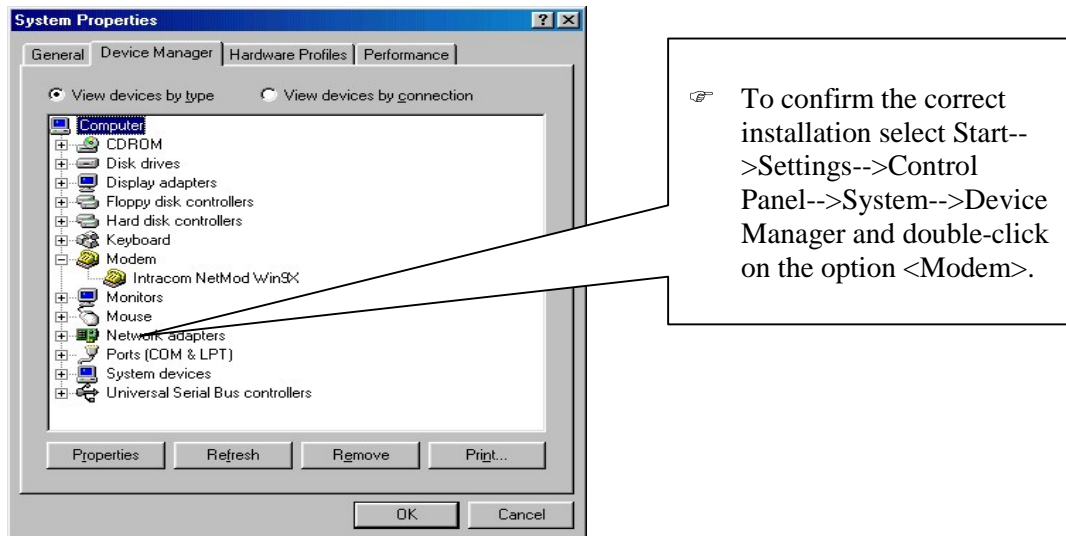 System Properties
General Device Manager Hardware Profiles Performance
View devices by type View devices by connection
Computer
CDROM
Disk drives
Display adapters
Floppy disk controllers
Hard disk controllers
Keyboard
Modem
Intracom NetMod Win9X
Monitors
Mouse
Network adapters
Ports (COM & LPT)
System devices
Universal Serial Bus controllers
Properties Refresh Remove Print...
OK Cancel
☞ To confirm the correct
installation select Start--
>Settings-->Control
Panel-->System-->Device
Manager and double-click
on the option <Modem>.